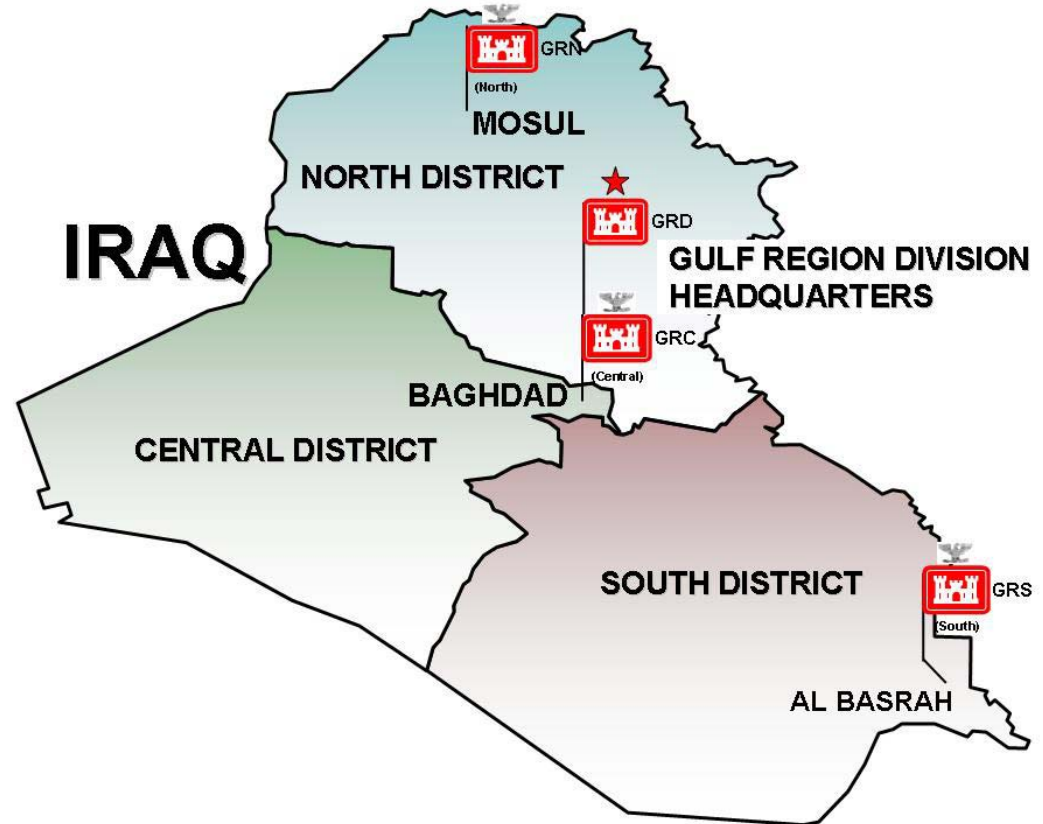 GRN
(North)
MOSUL
NORTH DISTRICT
IRAQ
GRD
GULF REGION DIVISION
HEADQUARTERS
GRC
(Central)
BAGHDAD
CENTRAL DISTRICT
SOUTH DISTRICT
GRS
(South)
AL BASRAH